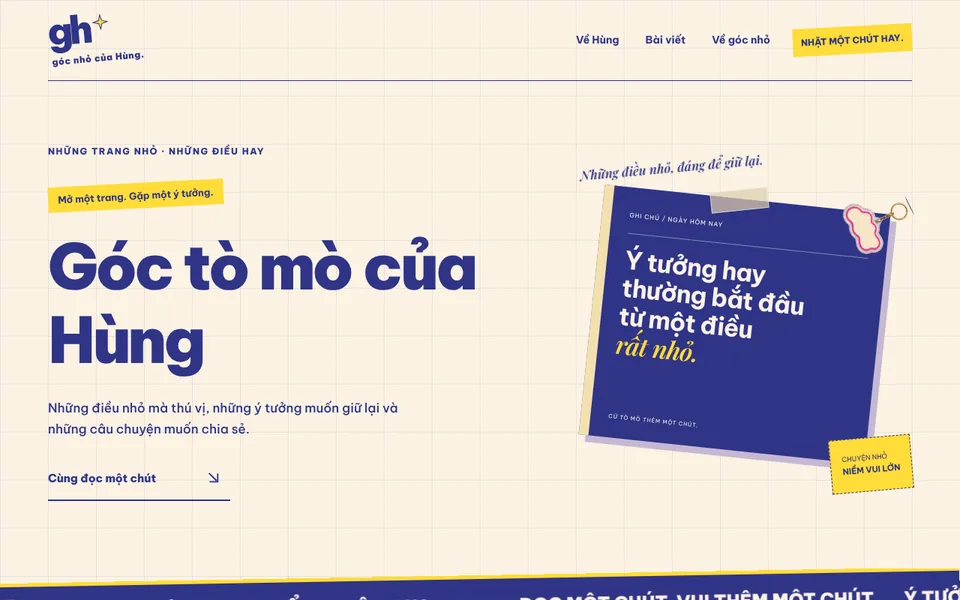 gh
góc nhỏ của Hùng.
Về Hùng
Bài viết
Về góc nhỏ
NHẶT MỘT CHÚT HAY.
NHỮNG TRANG NHỎ · NHỮNG ĐIỀU HAY
Mở một trang. Gặp một ý tưởng.
Góc tò mò của
Hùng
Những điều nhỏ mà thú vị, những ý tưởng muốn giữ lại và
những câu chuyện muốn chia sẻ.
Cùng đọc một chút
Những điều nhỏ, đáng để giữ lại.
GHI CHÚ / NGÀY HÔM NAY
Ý tưởng hay
thường bắt đầu
từ một điều
rất nhỏ.
CỨ TÒ MÒ THÊM MỘT CHÚT.
CHUYỆN NHỎ
NIỀM VUI LỚN
ĐỌC MỘT CHÚT, VUI THÊM MỘT CHÚT